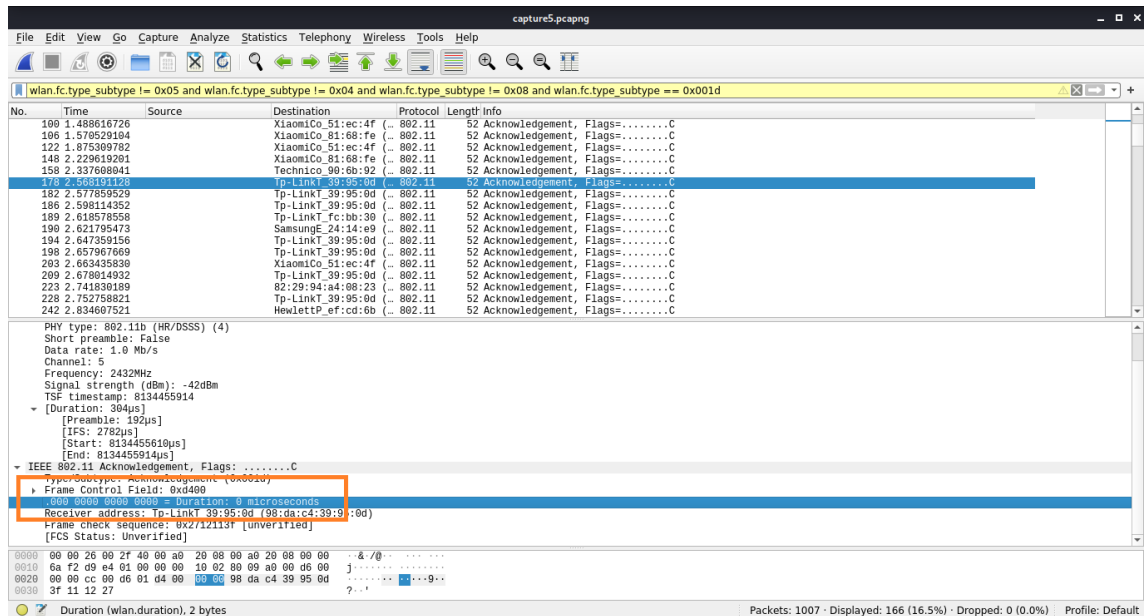 capture5.pcapng
File Edit View Go Capture Analyze Statistics Telephony Wireless Tools Help
wlan.fc.type_subtype != 0x05 and wlan.fc.type_subtype != 0x04 and wlan.fc.type_subtype != 0x08 and wlan.fc.type_subtype == 0x001d
No. Time Source Destination Protocol Length Info
100 1.488616726 XiaomiCo_51:ec:4f (… 802.11 52 Acknowledgement, Flags=........C
106 1.570529104 XiaomiCo_81:68:fe (… 802.11 52 Acknowledgement, Flags=........C
122 1.875309782 XiaomiCo_51:ec:4f (… 802.11 52 Acknowledgement, Flags=........C
148 2.229619201 XiaomiCo_81:68:fe (… 802.11 52 Acknowledgement, Flags=........C
158 2.337608041 Technico_90:6b:92 (… 802.11 52 Acknowledgement, Flags=........C
178 2.568191128 Tp-LinkT_39:95:0d (… 802.11 52 Acknowledgement, Flags=........C
182 2.577859529 Tp-LinkT_39:95:0d (… 802.11 52 Acknowledgement, Flags=........C
186 2.598114352 Tp-LinkT_39:95:0d (… 802.11 52 Acknowledgement, Flags=........C
189 2.618578558 Tp-LinkT_fc:bb:30 (… 802.11 52 Acknowledgement, Flags=........C
190 2.621795473 SamsungE_24:14:e9 (… 802.11 52 Acknowledgement, Flags=........C
194 2.647359156 Tp-LinkT_39:95:0d (… 802.11 52 Acknowledgement, Flags=........C
198 2.657967669 Tp-LinkT_39:95:0d (… 802.11 52 Acknowledgement, Flags=........C
203 2.663435830 XiaomiCo_51:ec:4f (… 802.11 52 Acknowledgement, Flags=........C
209 2.678014932 Tp-LinkT_39:95:0d (… 802.11 52 Acknowledgement, Flags=........C
223 2.741830189 82:29:94:a4:08:23 (… 802.11 52 Acknowledgement, Flags=........C
228 2.752758821 Tp-LinkT_39:95:0d (… 802.11 52 Acknowledgement, Flags=........C
242 2.834607521 HewlettP_ef:cd:6b (… 802.11 52 Acknowledgement, Flags=........C
PHY type: 802.11b (HR/DSSS) (4)
Short preamble: False
Data rate: 1.0 Mb/s
Channel: 5
Frequency: 2432MHz
Signal strength (dBm): -42dBm
TSF timestamp: 8134455914
[Duration: 304µs]
[Preamble: 192µs]
[IFS: 2782µs]
[Start: 8134455610µs]
[End: 8134455914µs]
IEEE 802.11 Acknowledgement, Flags: ........C
Type/Subtype: Acknowledgement (0x001d)
Frame Control Field: 0xd400
.000 0000 0000 0000 = Duration: 0 microseconds
Receiver address: Tp-LinkT_39:95:0d (98:da:c4:39:95:0d)
Frame check sequence: 0x2712113f [unverified]
[FCS Status: Unverified]
0000 00 00 26 00 2f 40 00 a0 20 08 00 a0 20 08 00 00 ··&·/@·· ··· ···
0010 6a f2 d9 e4 01 00 00 00 10 02 80 09 a0 00 d6 00 j······· ········
0020 00 00 cc 00 d6 01 d4 00 00 00 98 da c4 39 95 0d ········ ·····9··
0030 3f 11 12 27 ?··'
Duration (wlan.duration), 2 bytes Packets: 1007 · Displayed: 166 (16.5%) · Dropped: 0 (0.0%) Profile: Default